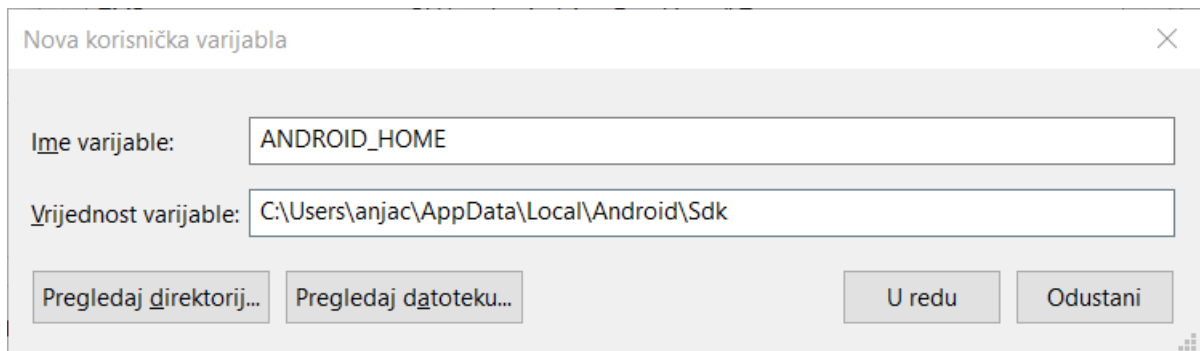 Nova korisnička varijabla
Ime varijable: ANDROID_HOME
Vrijednost varijable: C:\Users\anjac\AppData\Local\Android\Sdk
Pregledaj direktorij... Pregledaj datoteku... U redu Odustani